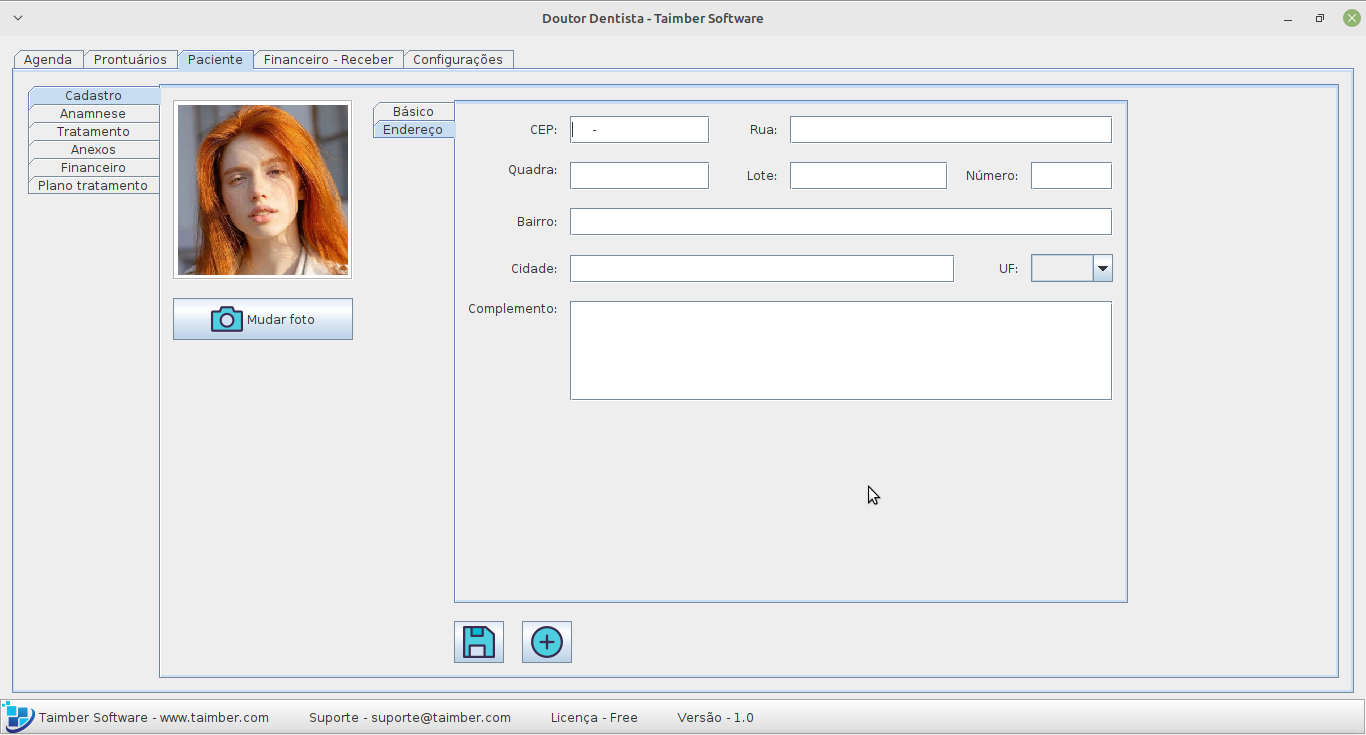 Doutor Dentista - Taimber Software
Agenda Prontuários Paciente Financeiro - Receber Configurações
Cadastro
Anamnese
Tratamento
Anexos
Financeiro
Plano tratamento
Mudar foto
Básico
Endereço
CEP: - Rua:
Quadra: Lote: Número:
Bairro:
Cidade: UF:
Complemento:
Taimber Software - www.taimber.com Suporte - suporte@taimber.com Licença - Free Versão - 1.0